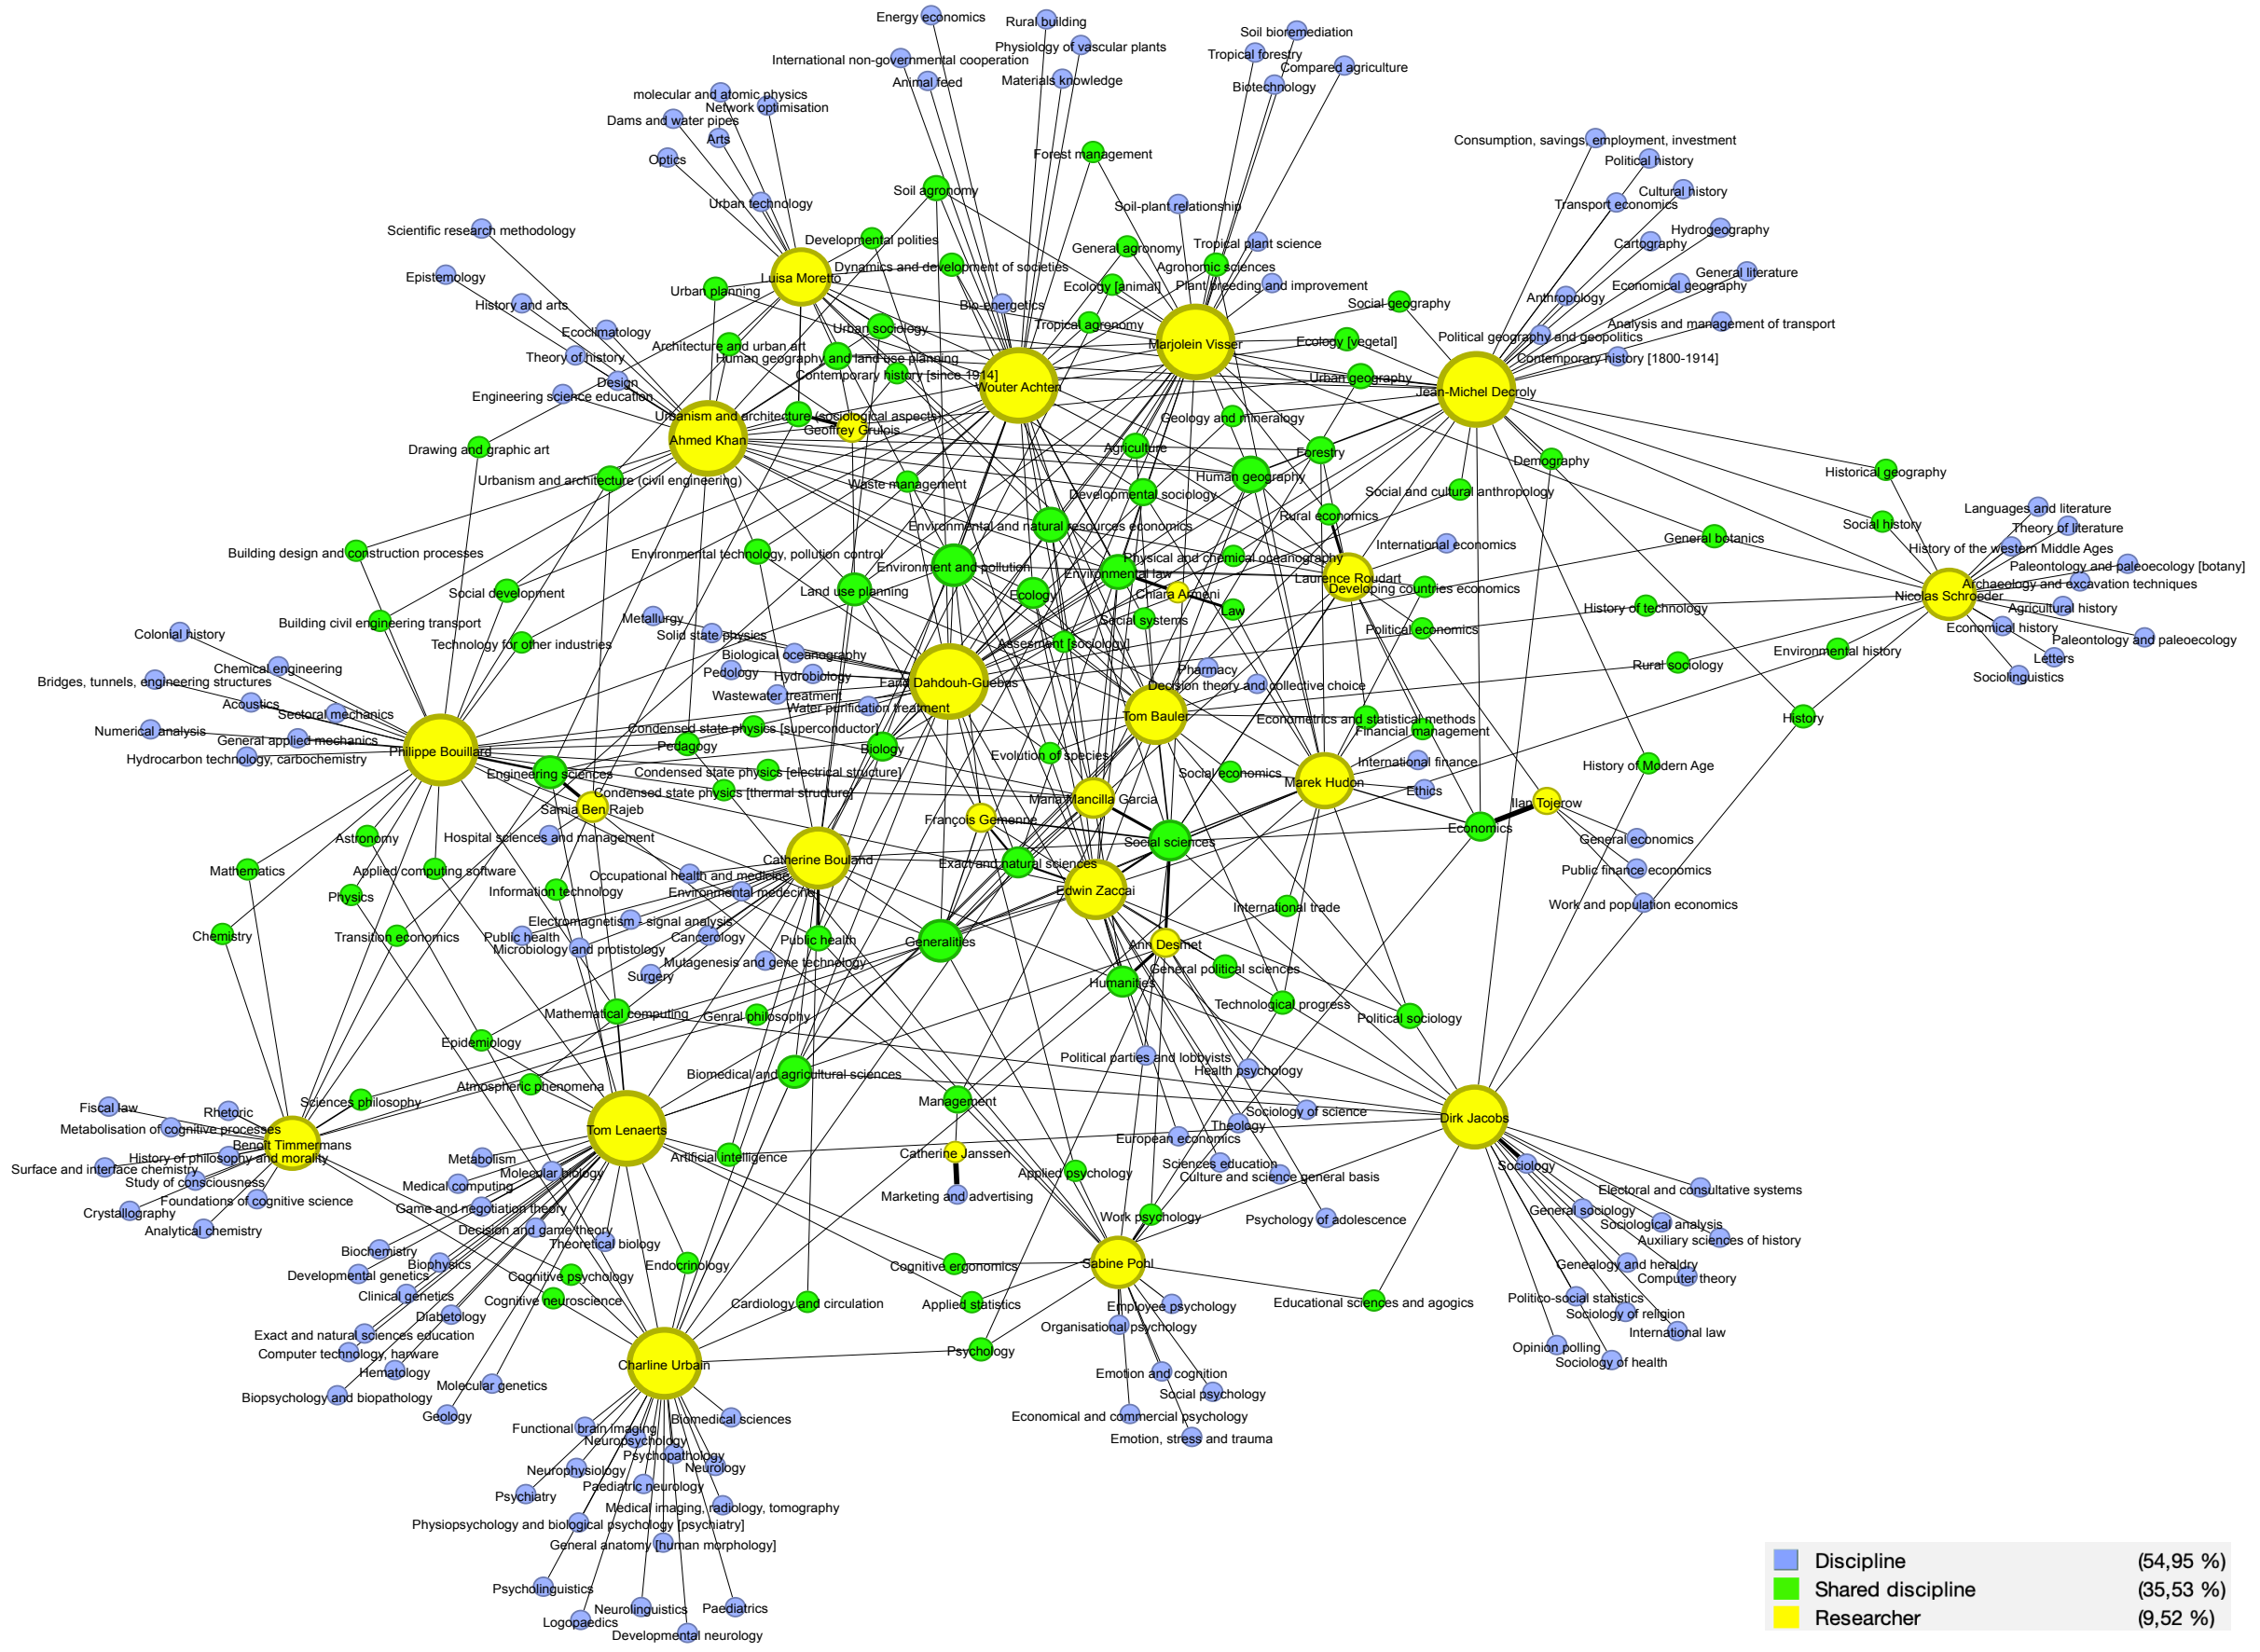 Energy economics
Rural building
Soil bioremediation
Physiology of vascular plants
Tropical forestry
International non-governmental cooperation
Compared agriculture
Animal feed
Materials knowledge
Biotechnology
molecular and atomic physics
Network optimisation
Dams and water pipes
Arts
Consumption, savings, employment, investment
Optics
Forest management
Political history
Soil agronomy
Cultural history
Urban technology
Soil-plant relationship
Transport economics
Scientific research methodology
Hydrogeography
Developmental polities
General agronomy
Tropical plant science
Cartography
Epistemology
Luisa Moretto
Dynamics and development of societies
Agronomic sciences
General literature
Urban planning
Ecology [animal]
Plant breeding and improvement
Economical geography
History and arts
Bio-energetics
Social geography
Anthropology
Ecoclimatology
Urban sociology
Tropical agronomy
Analysis and management of transport
Architecture and urban art
Marjolein Visser
Ecology [vegetal]
Political geography and geopolitics
Theory of history
Human geography and land use planning
Contemporary history [1800-1914]
Design
Contemporary history [since 1914]
Wouter Achten
Urban geography
Jean-Michel Decroly
Engineering science education
Urbanism and architecture (sociological aspects)
Geology and mineralogy
Geoffrey Grulois
Ahmed Khan
Drawing and graphic art
Agriculture
Forestry
Demography
Urbanism and architecture (civil engineering)
Waste management
Human geography
Historical geography
Developmental sociology
Social and cultural anthropology
Languages and literature
Rural economics
Social history
Theory of literature
Environmental and natural resources economics
General botanics
Building design and construction processes
Environmental technology, pollution control
International economics
History of the western Middle Ages
Environment and pollution
Physical and chemical oceanography
Paleontology and paleoecology [botany]
Environmental law
Laurence Roudart
Archaeology and excavation techniques
Social development
Land use planning
Ecology
Chiara Armeni
Developing countries economics
Nicolas Schroeder
Building civil engineering transport
Metallurgy
Law
History of technology
Agricultural history
Colonial history
Solid state physics
Social systems
Political economics
Economical history
Technology for other industries
Assesment [sociology]
Paleontology and paleoecology
Chemical engineering
Biological oceanography
Environmental history
Letters
Bridges, tunnels, engineering structures
Pedology
Hydrobiology
Farid Dahdouh-Guebas
Pharmacy
Rural sociology
Sociolinguistics
Acoustics
Wastewater treatment
Decision theory and collective choice
Sectoral mechanics
Water purification treatment
Tom Bauler
Numerical analysis
Condensed state physics [superconductor]
Econometrics and statistical methods
History
General applied mechanics
Pedagogy
Biology
Financial management
Philippe Bouillard
Hydrocarbon technology, carbochemistry
Evolution of species
International finance
History of Modern Age
Engineering sciences
Condensed state physics [electrical structure]
Social economics
Marek Hudon
Condensed state physics [thermal structure]
Maria Mancilla Garcia
Ethics
Ilan Tojerow
Samia Ben Rajeb
François Gemenne
Economics
Astronomy
Hospital sciences and management
Social sciences
General economics
Mathematics
Applied computing software
Catherine Bouland
Exact and natural sciences
Public finance economics
Physics
Information technology
Occupational health and medicine
Environmental medecine
Edwin Zaccai
Work and population economics
Electromagnetism - signal analysis
International trade
Chemistry
Transition economics
Public health
Cancerology
Public health
Generalities
Ann Desmet
Microbiology and protistology
Mutagenesis and gene technology
General political sciences
Surgery
Humanities
Technological progress
Mathematical computing
Genral philosophy
Political sociology
Epidemiology
Political parties and lobbyists
Health psychology
Biomedical and agricultural sciences
Atmospheric phenomena
Sciences philosophy
Management
Fiscal law
Rhetoric
Sociology of science
Dirk Jacobs
Metabolisation of cognitive processes
Tom Lenaerts
Theology
Benoît Timmermans
European economics
History of philosophy and morality
Metabolism
Artificial intelligence
Catherine Janssen
Sciences education
Sociology
Surface and interface chemistry
Molecular biology
Applied psychology
Culture and science general basis
Study of consciousness
Medical computing
Marketing and advertising
Electoral and consultative systems
Foundations of cognitive science
Game and negotiation theory
General sociology
Crystallography
Work psychology
Psychology of adolescence
Sociological analysis
Analytical chemistry
Decision and game theory
Auxiliary sciences of history
Theoretical biology
Biochemistry
Biophysics
Endocrinology
Cognitive ergonomics
Sabine Pohl
Genealogy and heraldry
Developmental genetics
Cognitive psychology
Computer theory
Clinical genetics
Cognitive neuroscience
Cardiology and circulation
Applied statistics
Employee psychology
Educational sciences and agogics
Politico-social statistics
Diabetology
Sociology of religion
Exact and natural sciences education
Organisational psychology
International law
Computer technology, harware
Psychology
Opinion polling
Hematology
Charline Urbain
Sociology of health
Molecular genetics
Emotion and cognition
Biopsychology and biopathology
Social psychology
Geology
Biomedical sciences
Economical and commercial psychology
Functional brain imaging
Emotion, stress and trauma
Neuropsychology
Psychopathology
Neurophysiology
Neurology
Paediatric neurology
Psychiatry
Medical imaging, radiology, tomography
Physiopsychology and biological psychology [psychiatry]
General anatomy [human morphology]
Discipline (54,95 %)
Psycholinguistics
Shared discipline (35,53 %)
Neurolinguistics
Paediatrics
Researcher (9,52 %)
Logopaedics
Developmental neurology